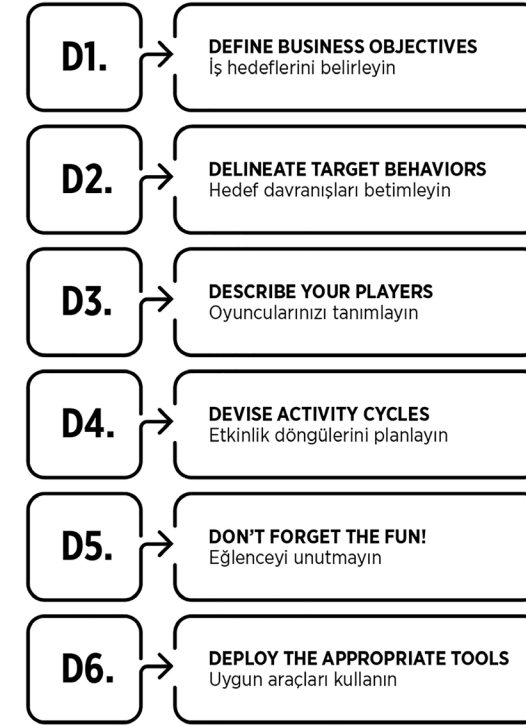 D1.
DEFINE BUSINESS OBJECTIVES
İş hedeflerini belirleyin
D2.
DELINEATE TARGET BEHAVIORS
Hedef davranışları betimleyin
D3.
DESCRIBE YOUR PLAYERS
Oyuncularınızı tanımlayın
D4.
DEVISE ACTIVITY CYCLES
Etkinlik döngülerini planlayın
D5.
DON’T FORGET THE FUN!
Eğlenceyi unutmayın
D6.
DEPLOY THE APPROPRIATE TOOLS
Uygun araçları kullanın